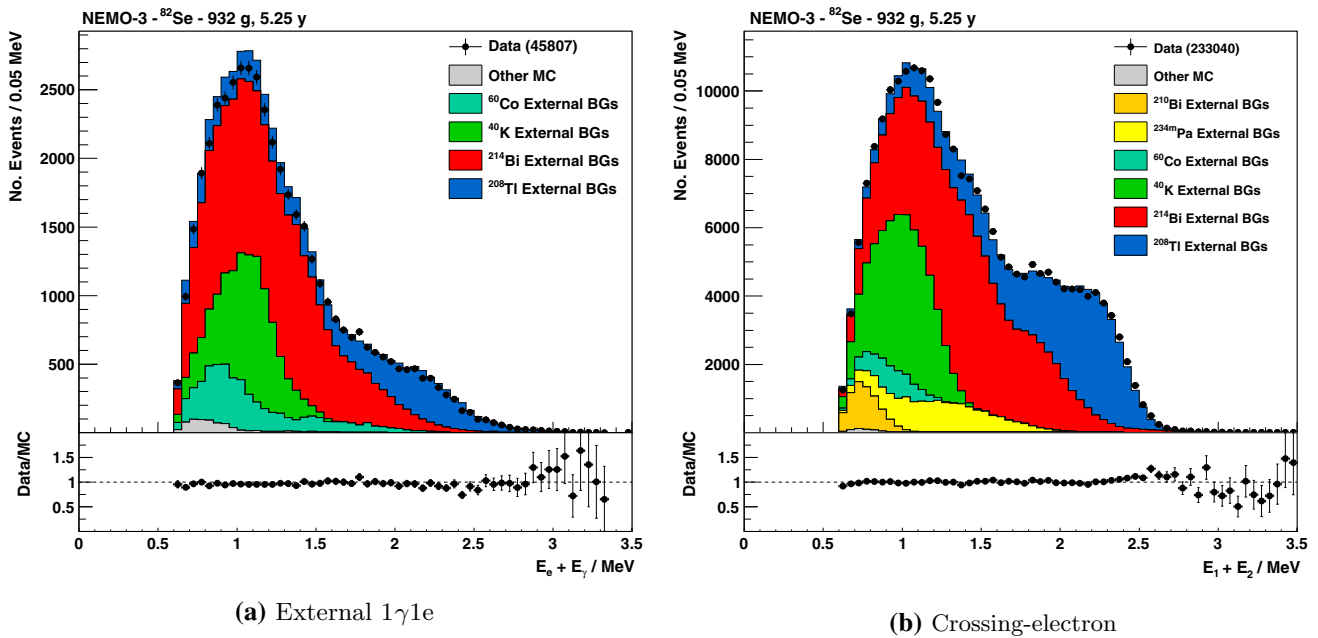 NEMO-3 - ⁸²Se - 932 g, 5.25 y
No. Events / 0.05 MeV
2500
2000
1500
1000
500
Data (45807)
Other MC
⁶⁰Co External BGs
⁴⁰K External BGs
²¹⁴Bi External BGs
²⁰⁸Tl External BGs
Data/MC
1.5
1
0.5
0 0.5 1 1.5 2 2.5 3 3.5
Eₑ + Eᵧ / MeV
(a) External 1γ1e
NEMO-3 - ⁸²Se - 932 g, 5.25 y
No. Events / 0.05 MeV
10000
8000
6000
4000
2000
Data (233040)
Other MC
²¹⁰Bi External BGs
²³⁴ᵐPa External BGs
⁶⁰Co External BGs
⁴⁰K External BGs
²¹⁴Bi External BGs
²⁰⁸Tl External BGs
Data/MC
1.5
1
0.5
0 0.5 1 1.5 2 2.5 3 3.5
E₁ + E₂ / MeV
(b) Crossing-electron